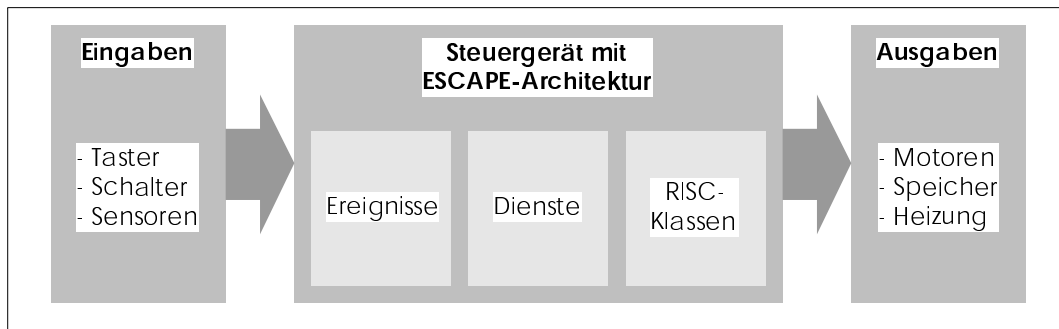 Eingaben
- Taster
- Schalter
- Sensoren
Steuergerät mit
ESCAPE-Architektur
Ereignisse
Dienste
RISC-
Klassen
Ausgaben
- Motoren
- Speicher
- Heizung